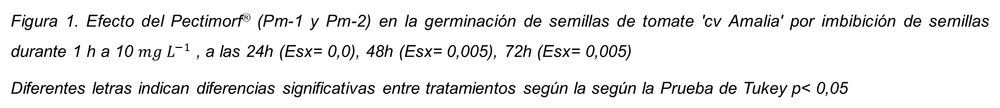 Figura 1. Efecto del Pectimorf® (Pm-1 y Pm-2) en la germinación de semillas de tomate 'cv Amalia' por imbibición de semillas
durante 1 h a 10 mg L⁻¹ , a las 24h (Esx= 0,0), 48h (Esx= 0,005), 72h (Esx= 0,005)
Diferentes letras indican diferencias significativas entre tratamientos según la según la Prueba de Tukey p< 0,05